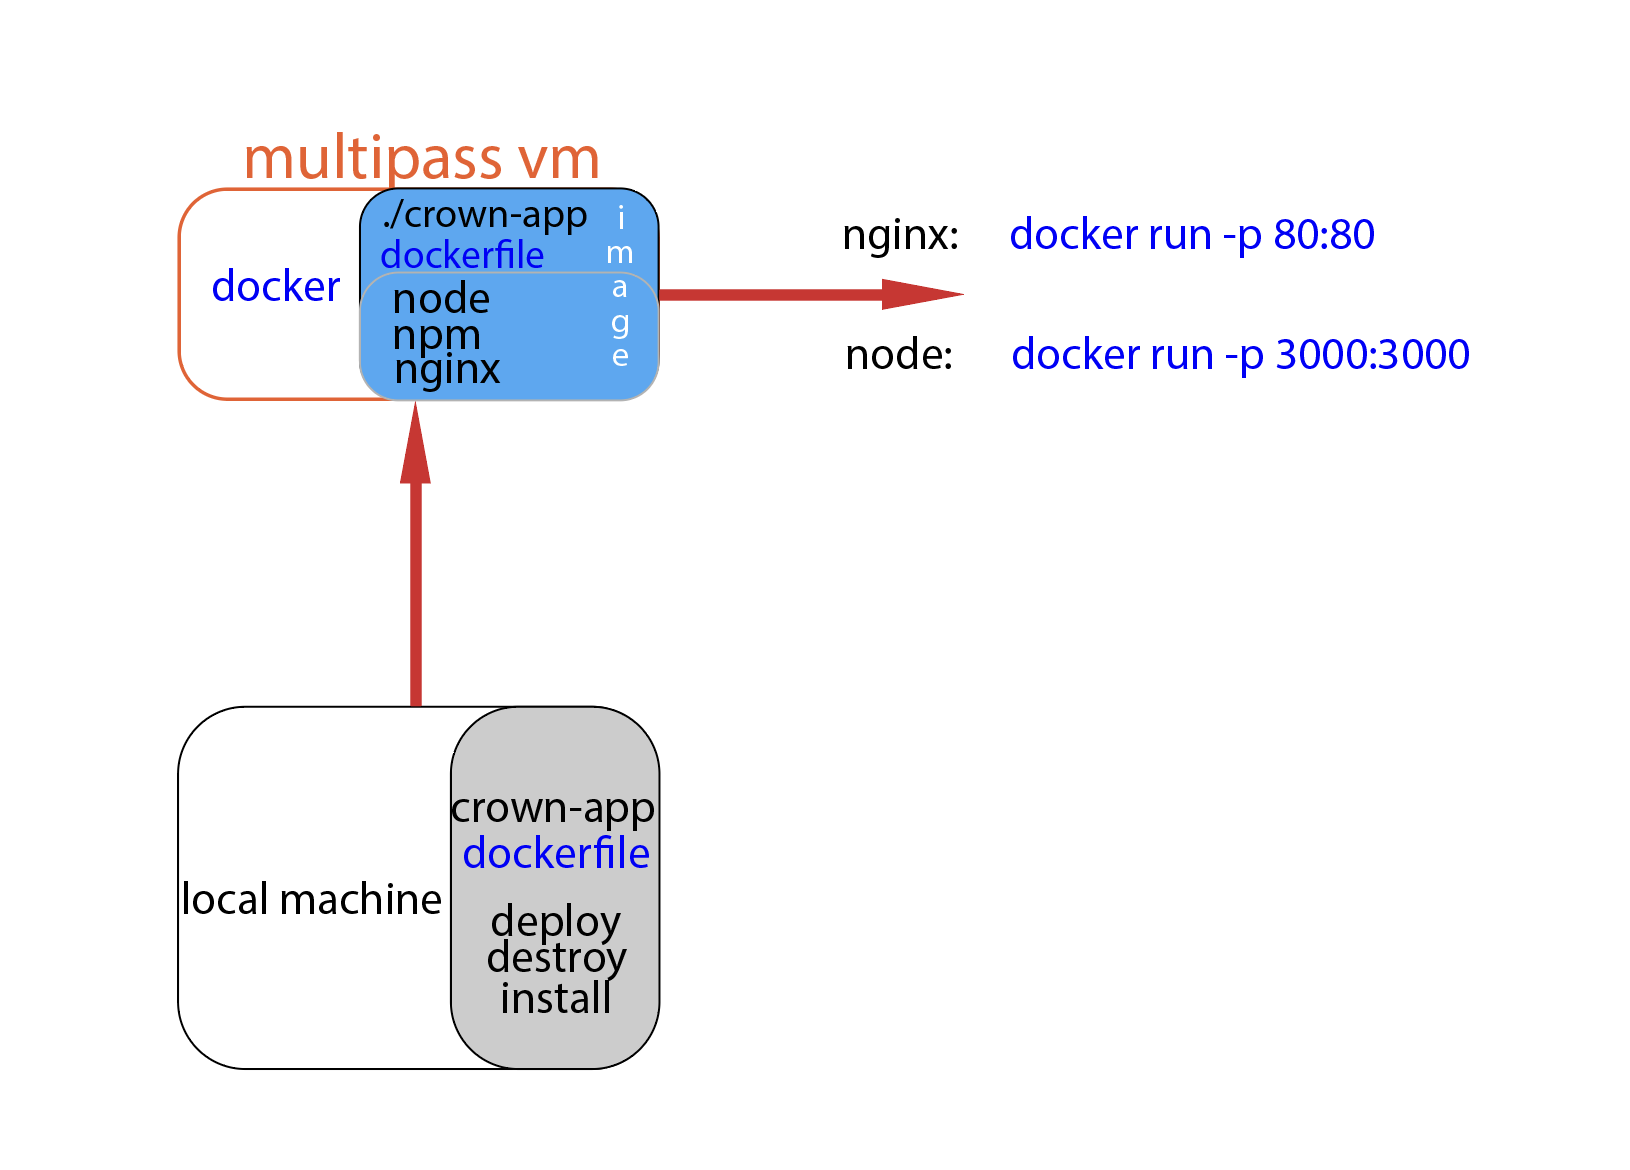 multipass vm
docker
./crown-app
dockerfile
node
npm
nginx
image
nginx: docker run -p 80:80
node: docker run -p 3000:3000
local machine
crown-app
dockerfile
deploy
destroy
install